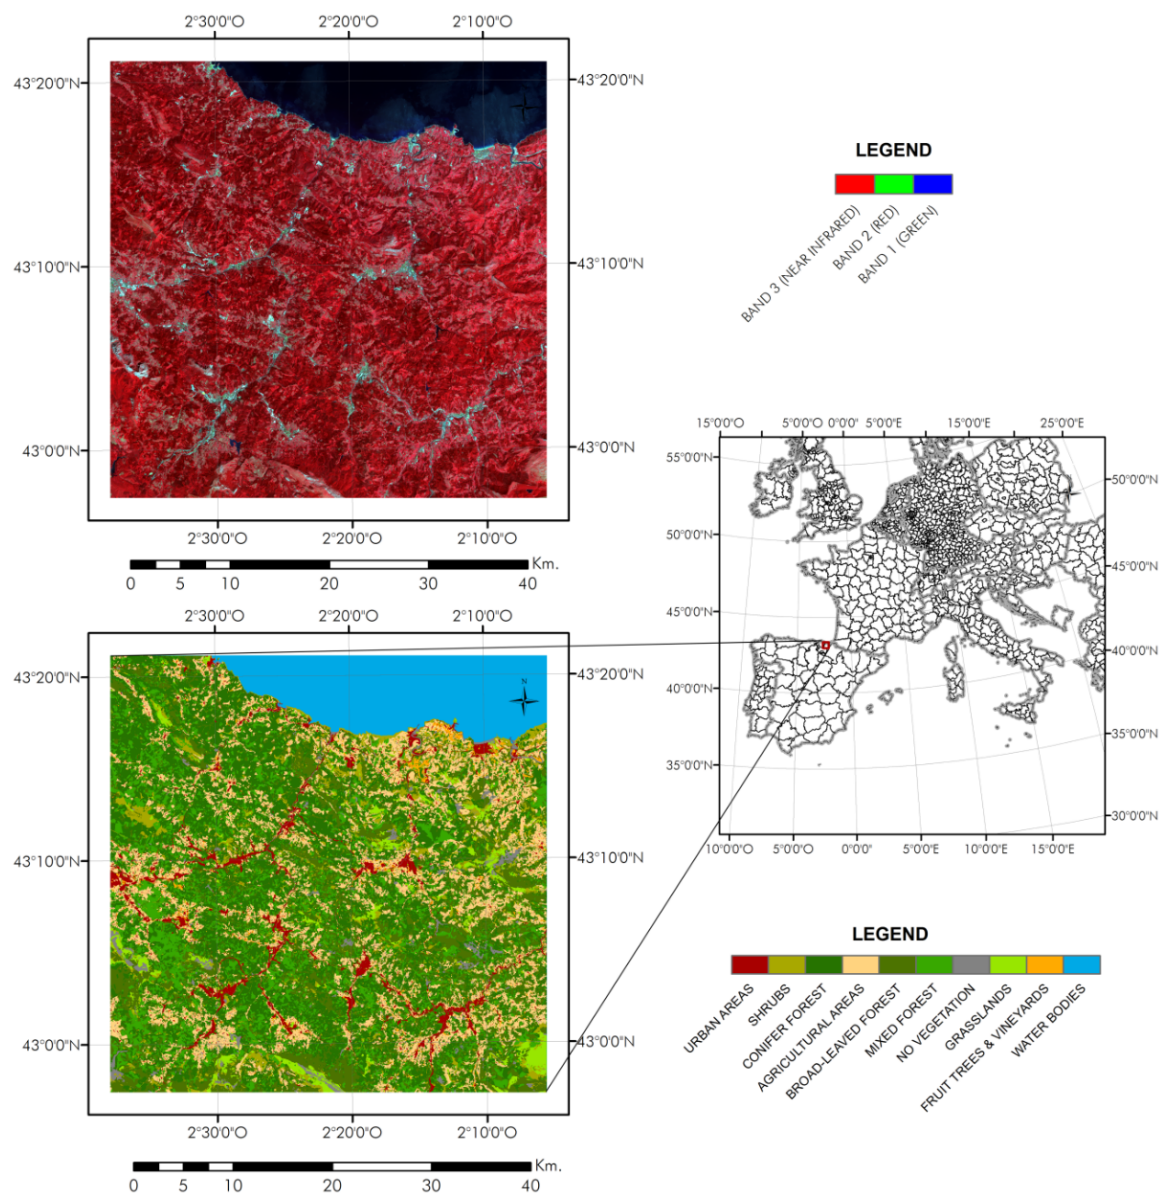 2°30'0"O 2°20'0"O 2°10'0"O
43°20'0"N 43°20'0"N
43°10'0"N 43°10'0"N
43°0'0"N 43°0'0"N
2°30'0"O 2°20'0"O 2°10'0"O
Km.
0 5 10 20 30 40
LEGEND
BAND 3 (NEAR INFRARED)
BAND 2 (RED)
BAND 1 (GREEN)
15°0'0"O 5°0'0"O 0°0'0" 5°0'0"E 15°0'0"E 25°0'0"E
55°0'0"N 50°0'0"N
50°0'0"N 45°0'0"N
45°0'0"N 40°0'0"N
40°0'0"N 35°0'0"N
35°0'0"N 30°0'0"N
10°0'0"O 5°0'0"O 0°0'0" 5°0'0"E 10°0'0"E 15°0'0"E
2°30'0"O 2°20'0"O 2°10'0"O
N
43°20'0"N 43°20'0"N
43°10'0"N 43°10'0"N
43°0'0"N 43°0'0"N
2°30'0"O 2°20'0"O 2°10'0"O
Km.
0 5 10 20 30 40
LEGEND
URBAN AREAS
SHRUBS
CONIFER FOREST
AGRICULTURAL AREAS
BROAD-LEAVED FOREST
MIXED FOREST
NO VEGETATION
GRASSLANDS
FRUIT TREES & VINEYARDS
WATER BODIES